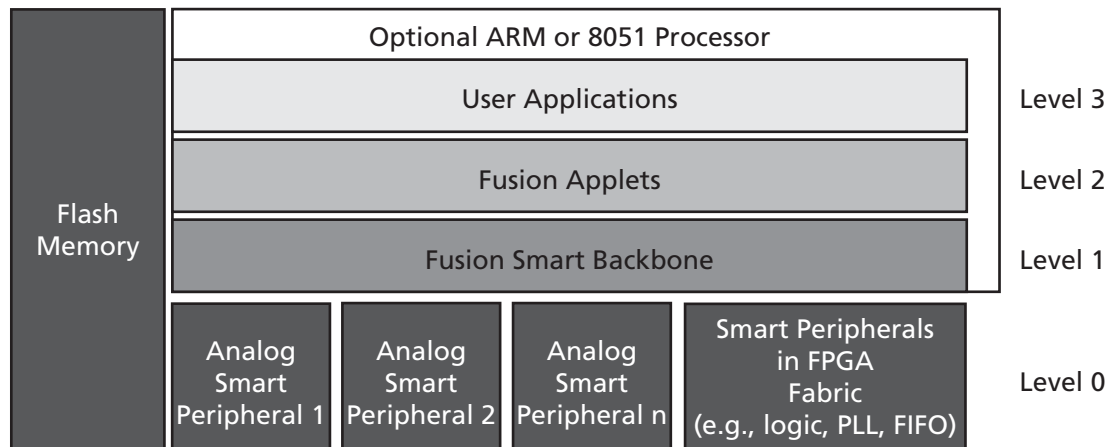 Optional ARM or 8051 Processor
User Applications
Level 3
Fusion Applets
Level 2
Flash
Memory
Fusion Smart Backbone
Level 1
Analog
Smart
Peripheral 1
Analog
Smart
Peripheral 2
Analog
Smart
Peripheral n
Smart Peripherals
in FPGA
Fabric
(e.g., logic, PLL, FIFO)
Level 0